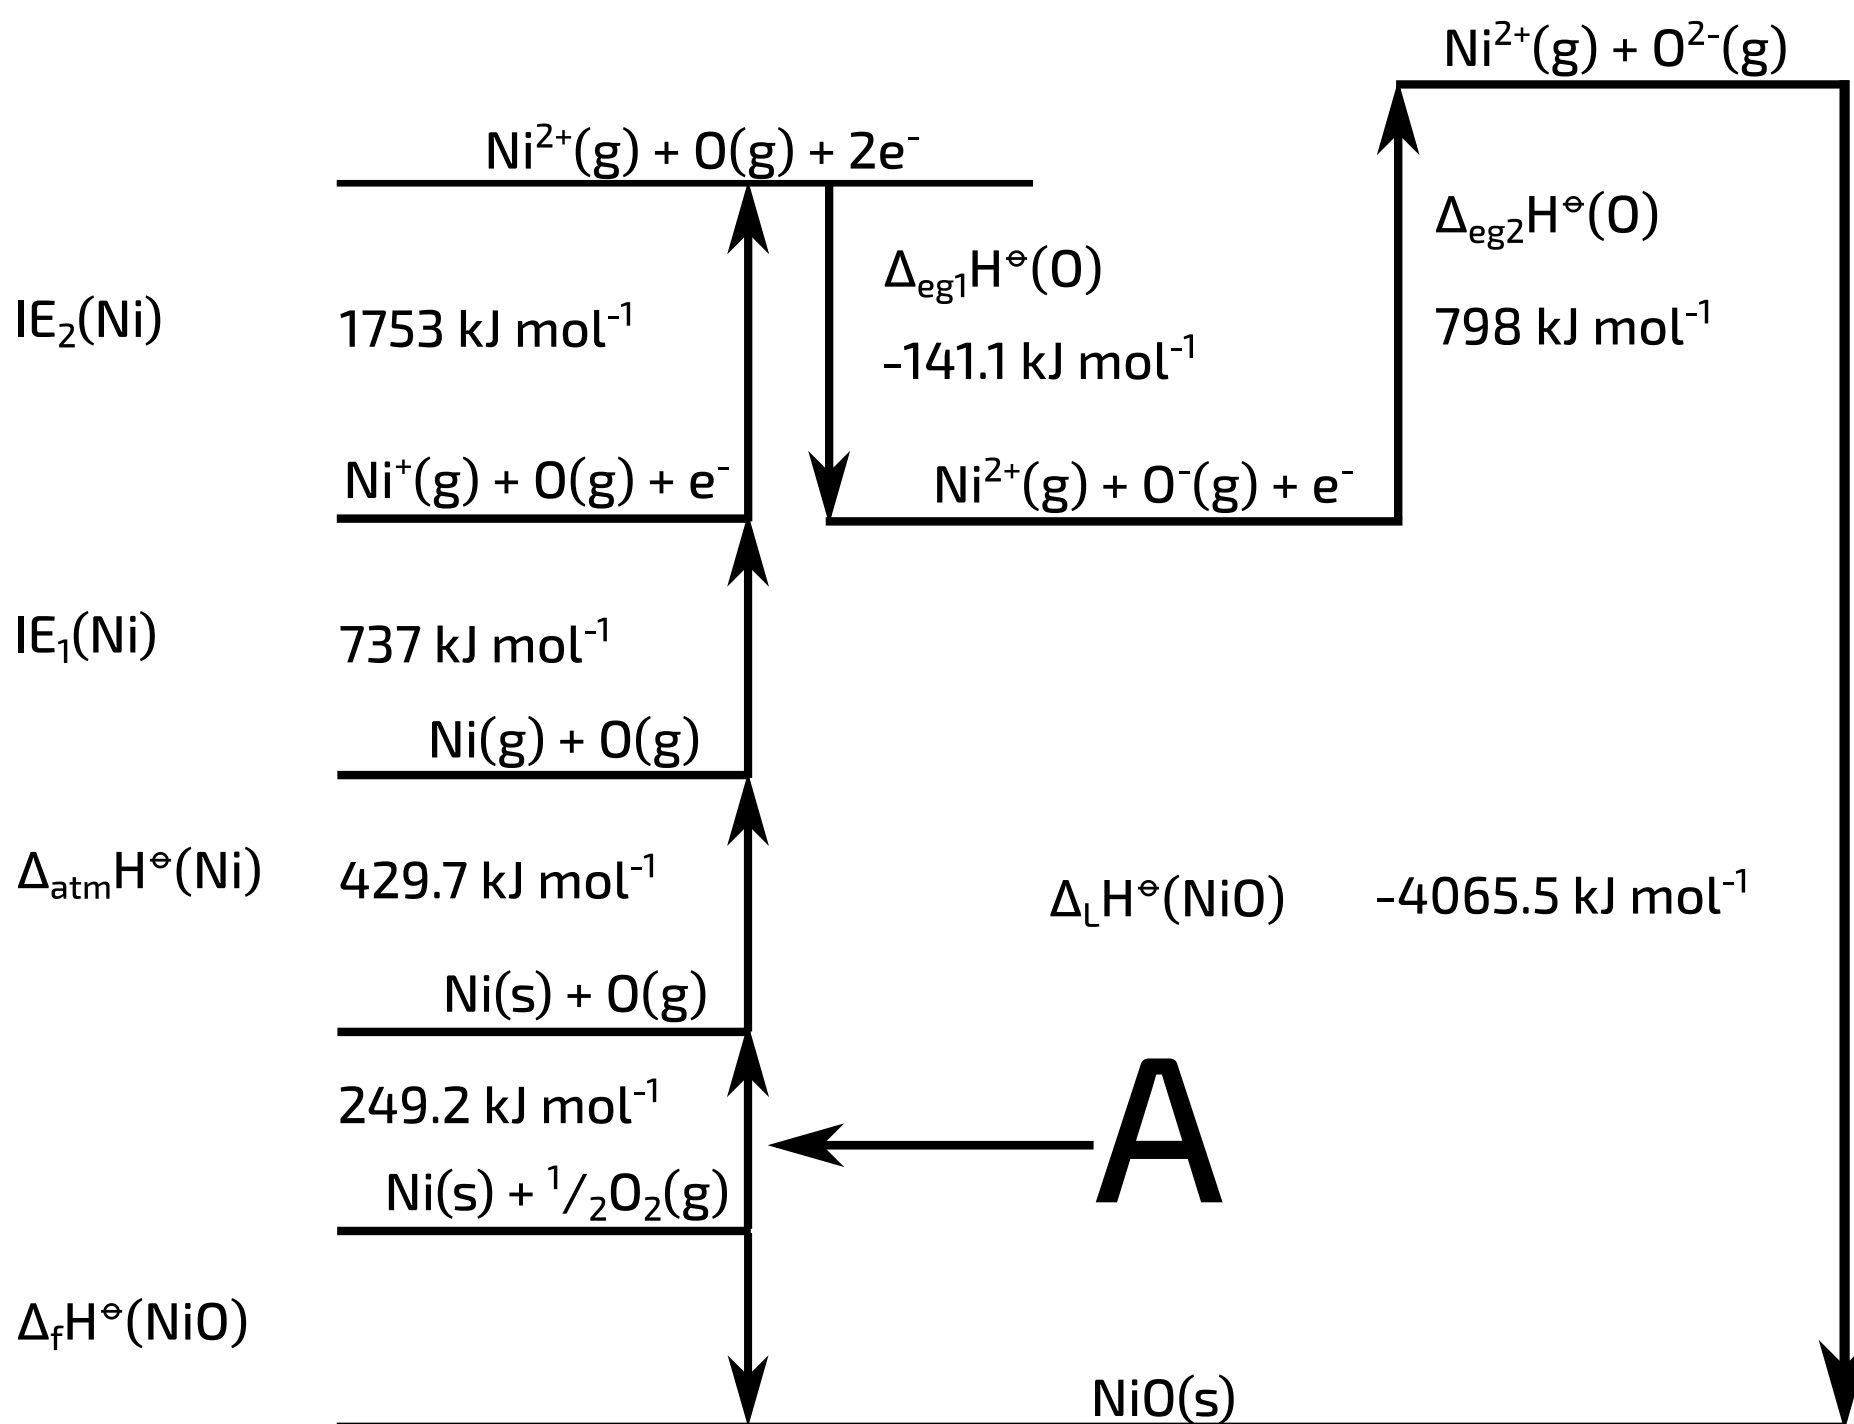 Ni²⁺(g) + O²⁻(g)
Ni²⁺(g) + O(g) + 2e⁻
Δeg2H⦵(O)
798 kJ mol⁻¹
Δeg1H⦵(O)
-141.1 kJ mol⁻¹
IE₂(Ni) 1753 kJ mol⁻¹
Ni⁺(g) + O(g) + e⁻
Ni²⁺(g) + O⁻(g) + e⁻
IE₁(Ni) 737 kJ mol⁻¹
Ni(g) + O(g)
ΔatmH⦵(Ni) 429.7 kJ mol⁻¹
ΔLH⦵(NiO) -4065.5 kJ mol⁻¹
Ni(s) + O(g)
249.2 kJ mol⁻¹
A
Ni(s) + ¹/₂O₂(g)
ΔfH⦵(NiO)
NiO(s)